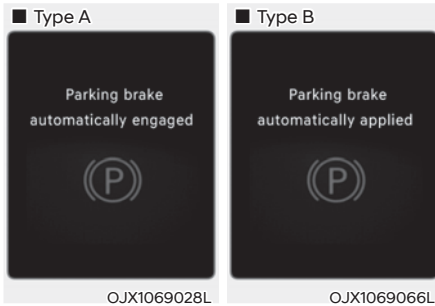 ■ Type A
Parking brake
automatically engaged
(P)
OJX1069028L
■ Type B
Parking brake
automatically applied
(P)
OJX1069066L